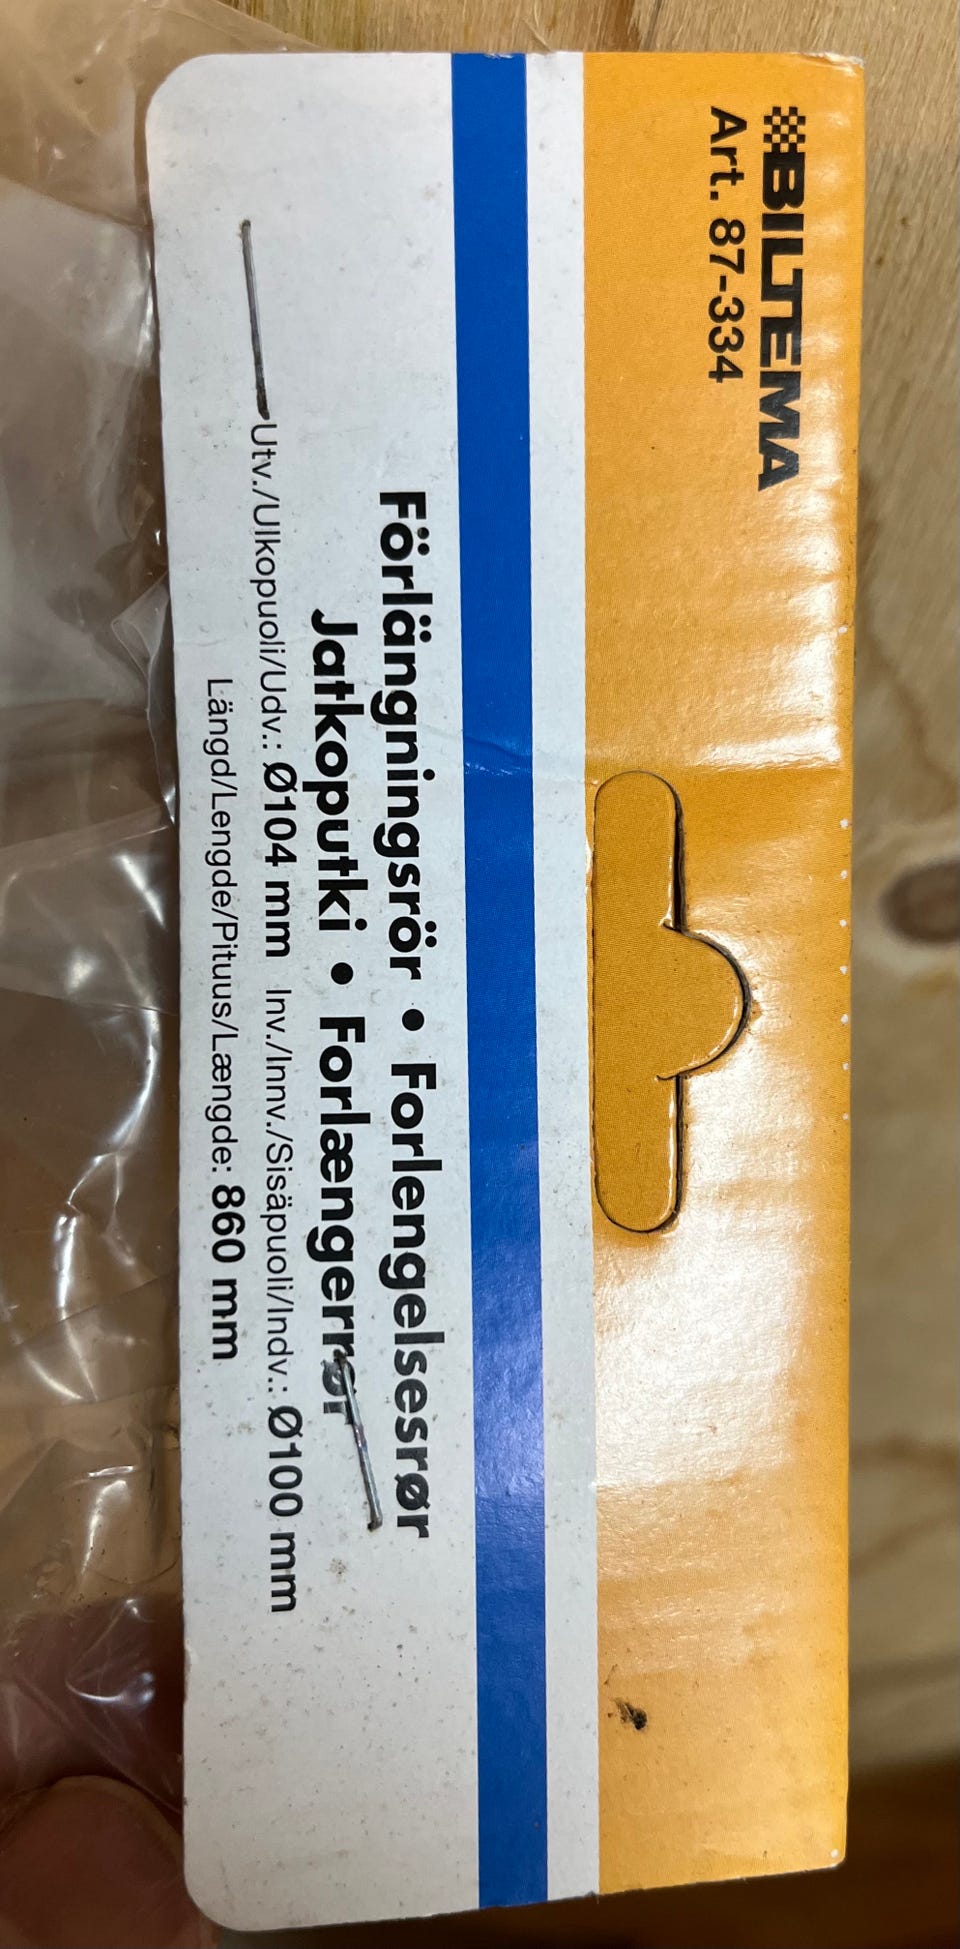 BILTEMA
Art. 87-334
Förlängningsrör • Forlengelsesrør
Jatkoputki • Forlængerrør
Utv./Ulkopuoli/Udv.: Ø104 mm Inv./Innv./Sisäpuoli/Indv.: Ø100 mm
Längd/Lengde/Pituus/Længde: 860 mm